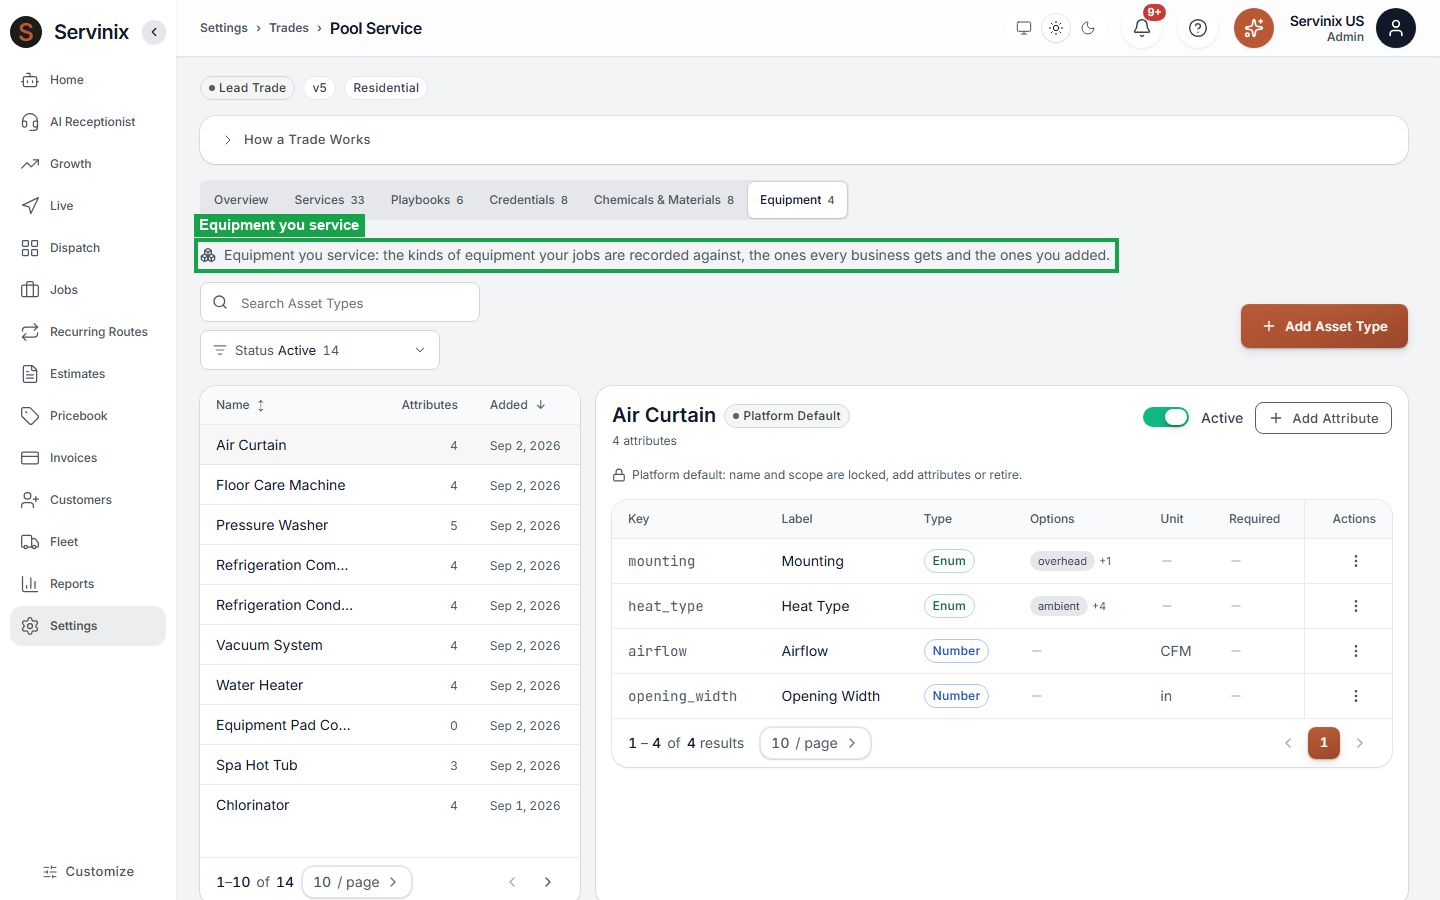 Servinix
Settings › Trades › Pool Service
9+
Servinix US
Admin
Home
AI Receptionist
Growth
Live
Dispatch
Jobs
Recurring Routes
Estimates
Pricebook
Invoices
Customers
Fleet
Reports
Settings
Customize
Lead Trade
v5
Residential
How a Trade Works
Overview
Services 33
Playbooks 6
Credentials 8
Chemicals & Materials 8
Equipment 4
Equipment you service
Equipment you service: the kinds of equipment your jobs are recorded against, the ones every business gets and the ones you added.
Search Asset Types
Status Active 14
+ Add Asset Type
Name Attributes Added
Air Curtain 4 Sep 2, 2026
Floor Care Machine 4 Sep 2, 2026
Pressure Washer 5 Sep 2, 2026
Refrigeration Com... 4 Sep 2, 2026
Refrigeration Cond... 4 Sep 2, 2026
Vacuum System 4 Sep 2, 2026
Water Heater 4 Sep 2, 2026
Equipment Pad Co... 0 Sep 2, 2026
Spa Hot Tub 3 Sep 2, 2026
Chlorinator 4 Sep 1, 2026
1–10 of 14 10 / page
Air Curtain Platform Default
4 attributes
Active
+ Add Attribute
Platform default: name and scope are locked, add attributes or retire.
Key Label Type Options Unit Required Actions
mounting Mounting Enum overhead +1 — —
heat_type Heat Type Enum ambient +4 — —
airflow Airflow Number — CFM —
opening_width Opening Width Number — in —
1 – 4 of 4 results 10 / page 1